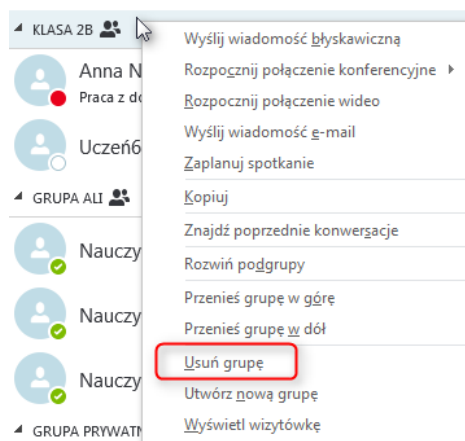 KLASA 2B
Wyślij wiadomość błyskawiczną
Anna N
Rozpocznij połączenie konferencyjne
Praca z do
Rozpocznij połączenie wideo
Wyślij wiadomość e-mail
Uczeń6
Zaplanuj spotkanie
GRUPA ALI
Kopiuj
Znajdź poprzednie konwersacje
Nauczy
Rozwiń podgrupy
Przenieś grupę w górę
Nauczy
Przenieś grupę w dół
Usuń grupę
Nauczy
Utwórz nową grupę
GRUPA PRYWATN
Wyświetl wizytówkę